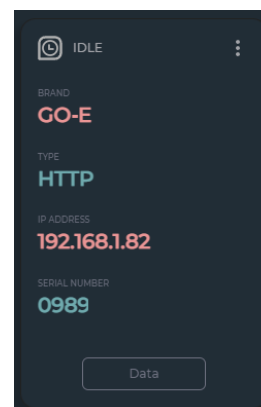 IDLE
BRAND
GO-E
TYPE
HTTP
IP ADDRESS
192.168.1.82
SERIAL NUMBER
0989
Data